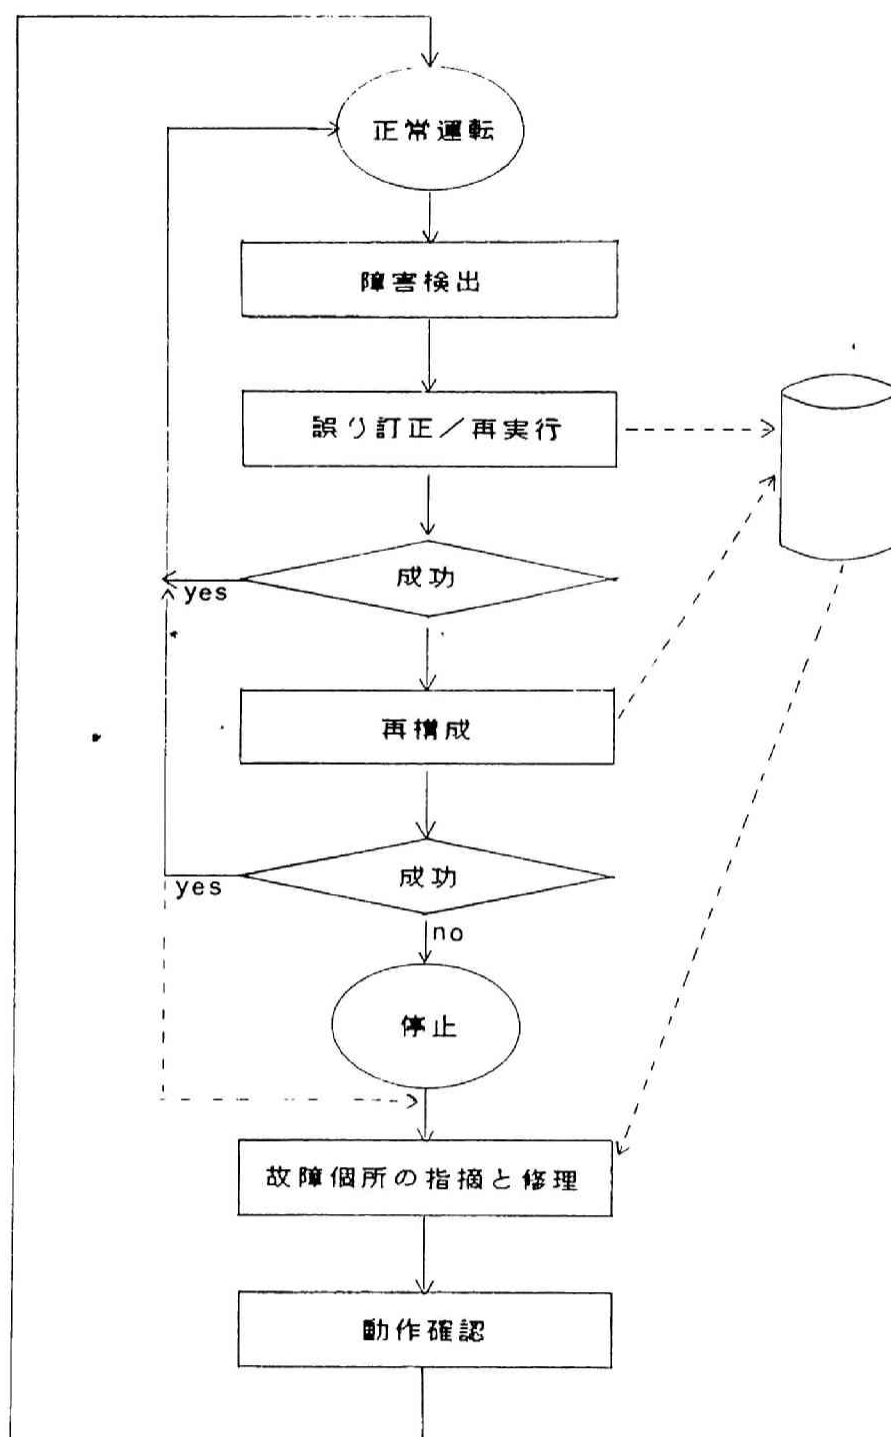 正常運転
障害検出
誤り訂正／再実行
成功
yes
再構成
成功
yes
no
停止
故障個所の指摘と修理
動作確認